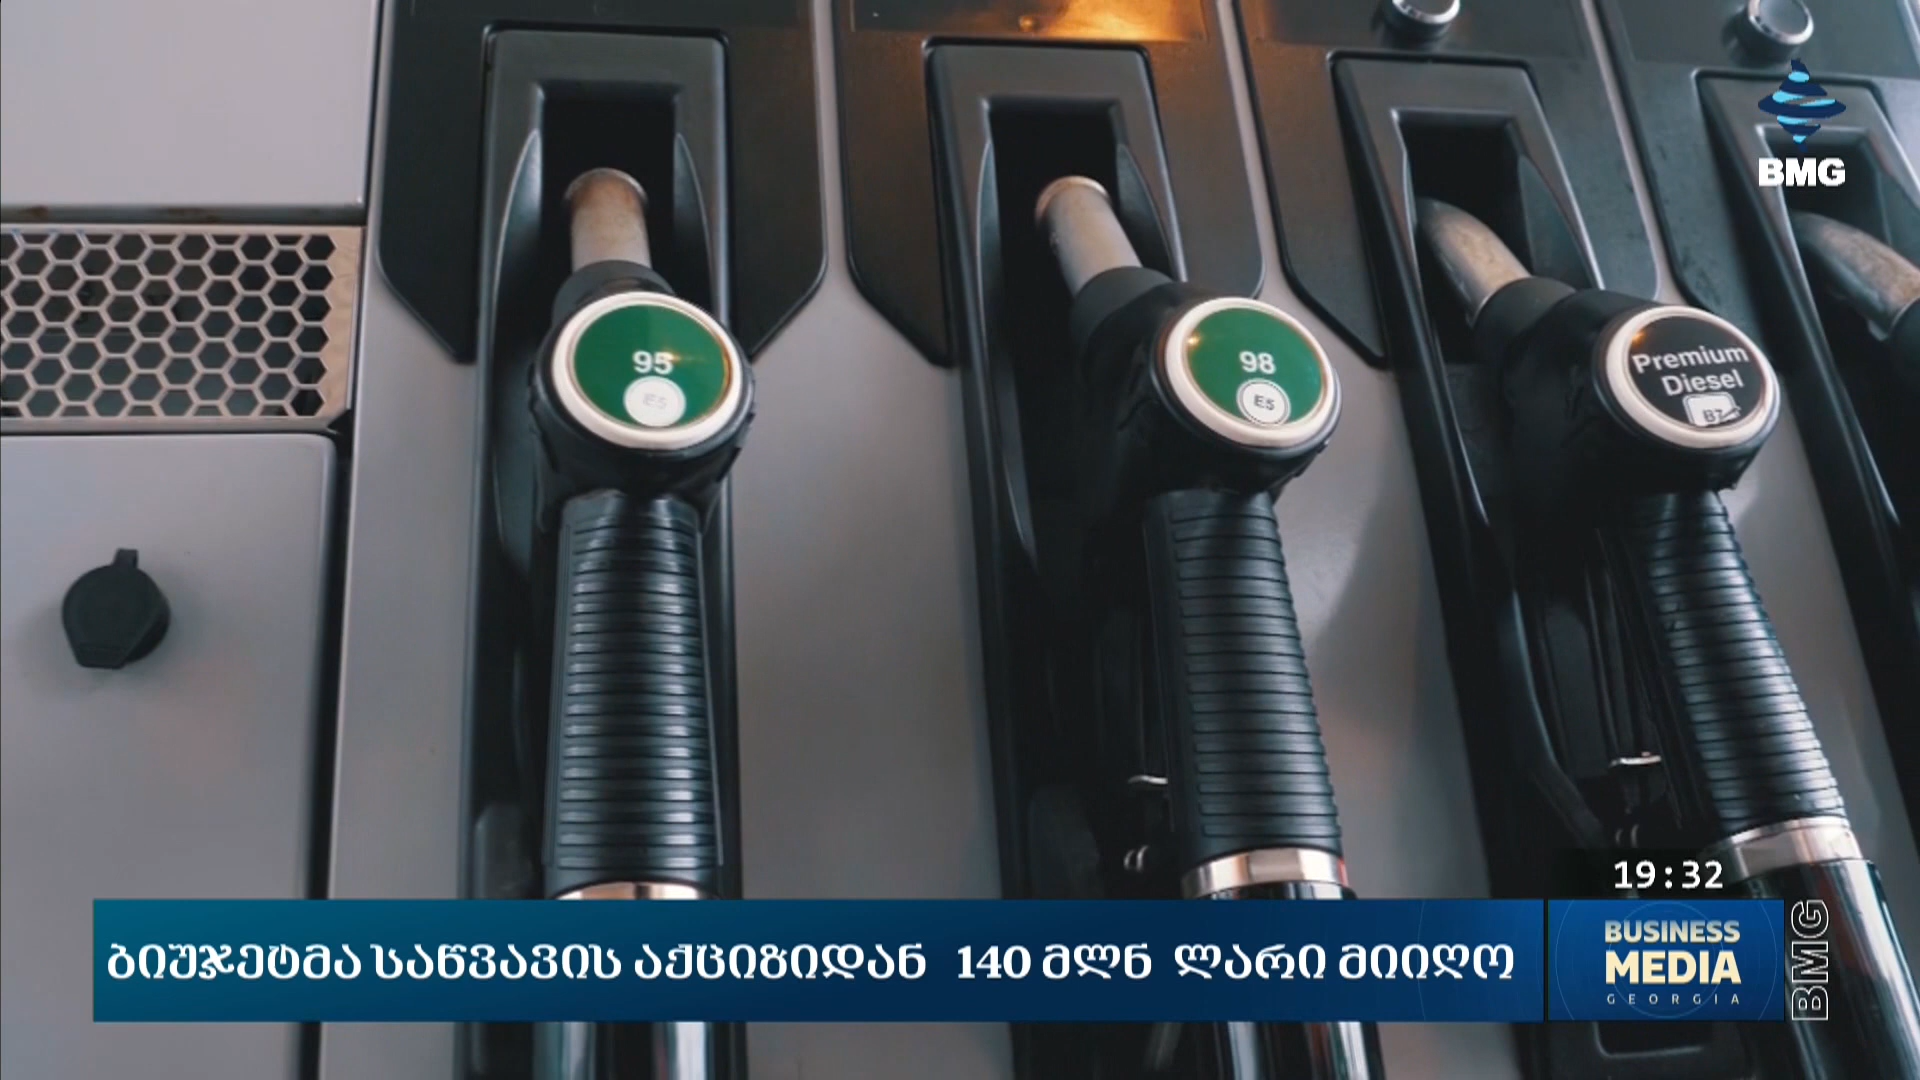 BMG
95
E5
98
E5
Premium
Diesel
B7
19:32
ბიუჯეტმა საწვავის აქციზიდან 140 მლნ ლარი მიიღო
BUSINESS
MEDIA
GEORGIA
BMG